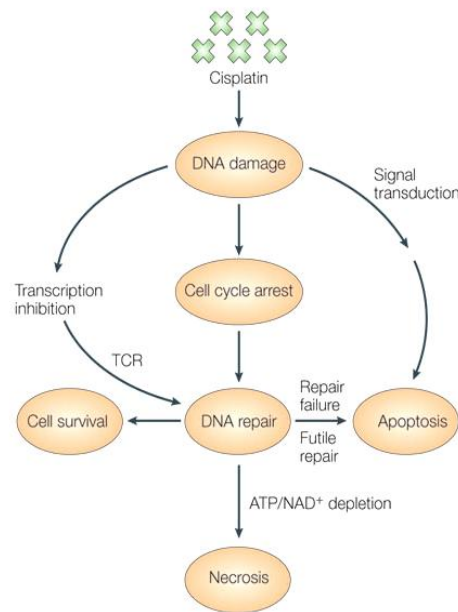 Cisplatin
DNA damage
Signal
transduction
Cell cycle arrest
Transcription
inhibition
TCR
Repair
failure
Cell survival
DNA repair
Apoptosis
Futile
repair
ATP/NAD⁺ depletion
Necrosis